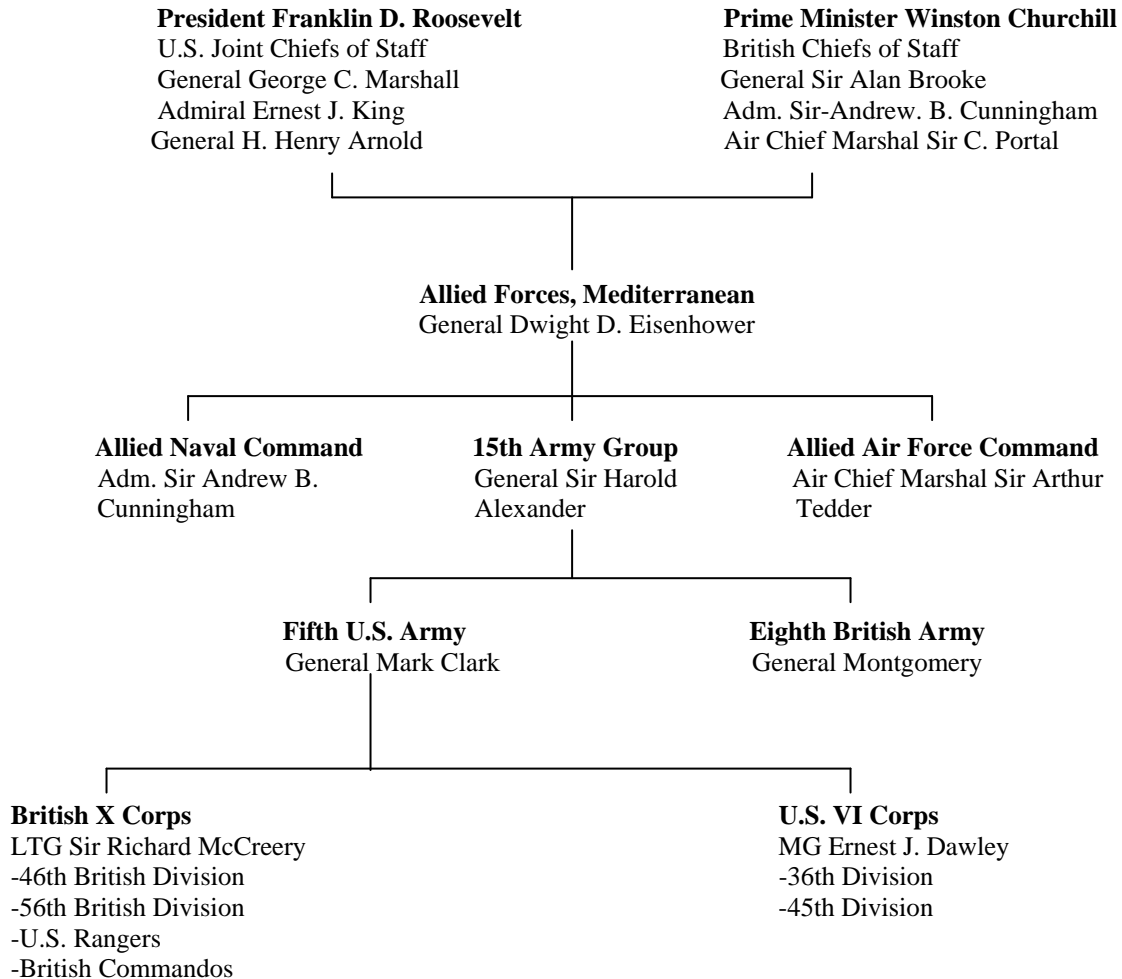 President Franklin D. Roosevelt
U.S. Joint Chiefs of Staff
General George C. Marshall
Admiral Ernest J. King
General H. Henry Arnold
Prime Minister Winston Churchill
British Chiefs of Staff
General Sir Alan Brooke
Adm. Sir-Andrew. B. Cunningham
Air Chief Marshal Sir C. Portal
Allied Forces, Mediterranean
General Dwight D. Eisenhower
Allied Naval Command
Adm. Sir Andrew B.
Cunningham
15th Army Group
General Sir Harold
Alexander
Allied Air Force Command
Air Chief Marshal Sir Arthur
Tedder
Fifth U.S. Army
General Mark Clark
Eighth British Army
General Montgomery
British X Corps
LTG Sir Richard McCreery
-46th British Division
-56th British Division
-U.S. Rangers
-British Commandos
U.S. VI Corps
MG Ernest J. Dawley
-36th Division
-45th Division